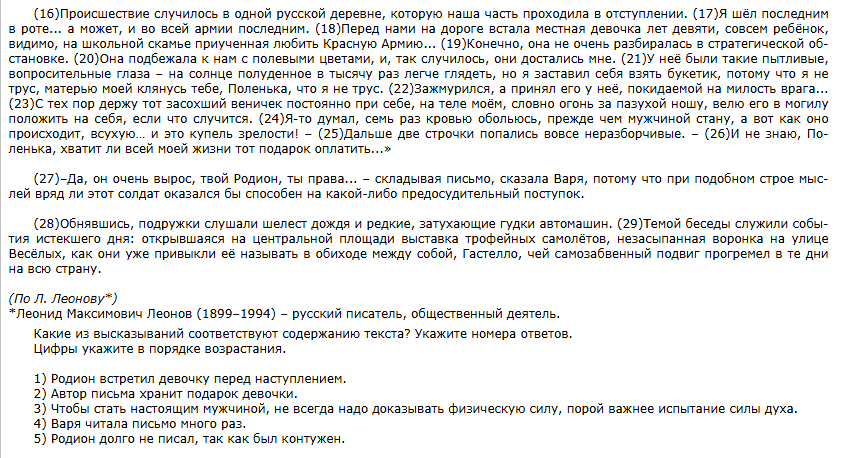 (16)Происшествие случилось в одной русской деревне, которую наша часть проходила в отступлении. (17)Я шёл последним
в роте... а может, и во всей армии последним. (18)Перед нами на дороге встала местная девочка лет девяти, совсем ребёнок,
видимо, на школьной скамье приученная любить Красную Армию... (19)Конечно, она не очень разбиралась в стратегической об-
становке. (20)Она подбежала к нам с полевыми цветами, и, так случилось, они достались мне. (21)У неё были такие пытливые,
вопросительные глаза – на солнце полуденное в тысячу раз легче глядеть, но я заставил себя взять букетик, потому что я не
трус, матерью моей клянусь тебе, Поленька, что я не трус. (22)Зажмурился, а принял его у неё, покидаемой на милость врага...
(23)С тех пор держу тот засохший веничек постоянно при себе, на теле моём, словно огонь за пазухой ношу, велю его в могилу
положить на себя, если что случится. (24)Я-то думал, семь раз кровью обольюсь, прежде чем мужчиной стану, а вот как оно
происходит, всухую… и это купель зрелости! – (25)Дальше две строчки попались вовсе неразборчивые. – (26)И не знаю, По-
ленька, хватит ли всей моей жизни тот подарок оплатить...»
(27)–Да, он очень вырос, твой Родион, ты права... – складывая письмо, сказала Варя, потому что при подобном строе мыс-
лей вряд ли этот солдат оказался бы способен на какой-либо предосудительный поступок.
(28)Обнявшись, подружки слушали шелест дождя и редкие, затухающие гудки автомашин. (29)Темой беседы служили собы-
тия истекшего дня: открывшаяся на центральной площади выставка трофейных самолётов, незасыпанная воронка на улице
Весёлых, как они уже привыкли её называть в обиходе между собой, Гастелло, чей самозабвенный подвиг прогремел в те дни
на всю страну.
(По Л. Леонову*)
*Леонид Максимович Леонов (1899–1994) – русский писатель, общественный деятель.
Какие из высказываний соответствуют содержанию текста? Укажите номера ответов.
Цифры укажите в порядке возрастания.
1) Родион встретил девочку перед наступлением.
2) Автор письма хранит подарок девочки.
3) Чтобы стать настоящим мужчиной, не всегда надо доказывать физическую силу, порой важнее испытание силы духа.
4) Варя читала письмо много раз.
5) Родион долго не писал, так как был контужен.